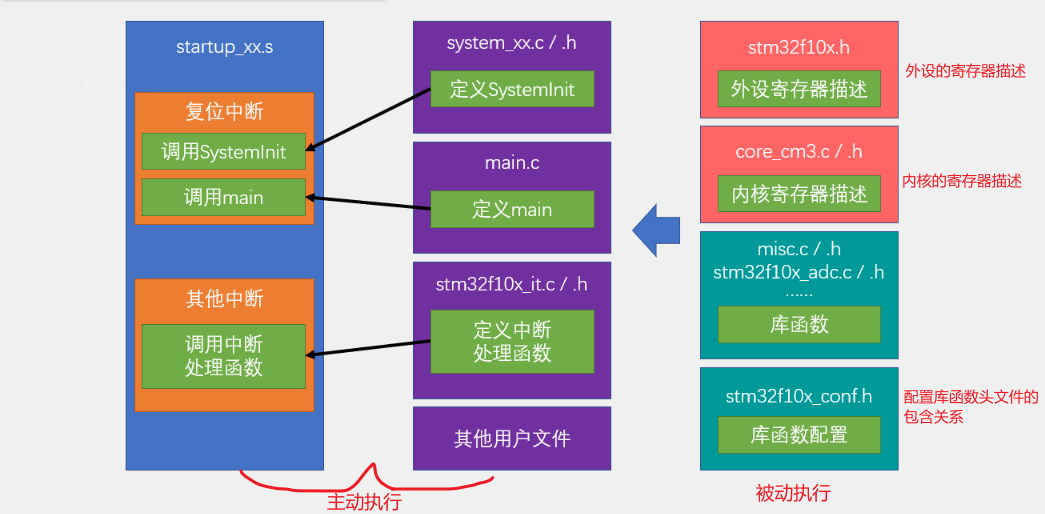 startup_xx.s
复位中断
调用SystemInit
调用main
其他中断
调用中断
处理函数
system_xx.c / .h
定义SystemInit
main.c
定义main
stm32f10x_it.c / .h
定义中断
处理函数
其他用户文件
主动执行
stm32f10x.h
外设寄存器描述
外设的寄存器描述
core_cm3.c / .h
内核寄存器描述
内核的寄存器描述
misc.c / .h
stm32f10x_adc.c / .h
……
库函数
stm32f10x_conf.h
库函数配置
配置库函数头文件的
包含关系
被动执行